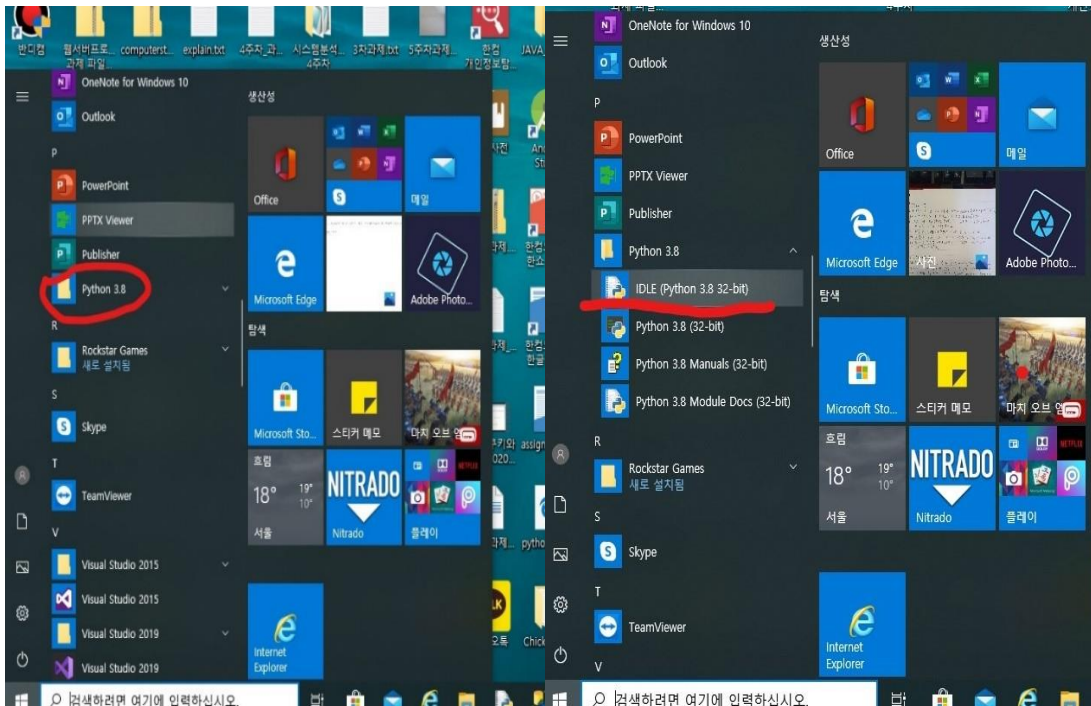 반디컴
웹서버프로...
과제 파일...
computerst...
explain.txt
4주차_과...
시스템분석...
4주차
3차과제.txt
5주차과제...
한컴
개인정보탐...
JAVA
OneNote for Windows 10
Outlook
P
PowerPoint
PPTX Viewer
Publisher
Python 3.8
R
Rockstar Games
새로 설치됨
S
Skype
T
TeamViewer
V
Visual Studio 2015
Visual Studio 2015
Visual Studio 2019
Visual Studio 2019
생산성
Office
메일
Microsoft Edge
Adobe Photo...
탐색
Microsoft Sto...
스티커 메모
마치 오브 엠
흐림
18°
19°
10°
서울
NITRADO
Nitrado
플레이
Internet
Explorer
검색하려면 여기에 입력하십시오.
OneNote for Windows 10
Outlook
P
PowerPoint
PPTX Viewer
Publisher
Python 3.8
IDLE (Python 3.8 32-bit)
Python 3.8 (32-bit)
Python 3.8 Manuals (32-bit)
Python 3.8 Module Docs (32-bit)
R
Rockstar Games
새로 설치됨
S
Skype
T
TeamViewer
V
생산성
Office
메일
Microsoft Edge
사진
Adobe Photo...
탐색
Microsoft Sto...
스티커 메모
마치 오브 엠
흐림
18°
19°
10°
서울
NITRADO
Nitrado
플레이
Internet
Explorer
검색하려면 여기에 입력하십시오.